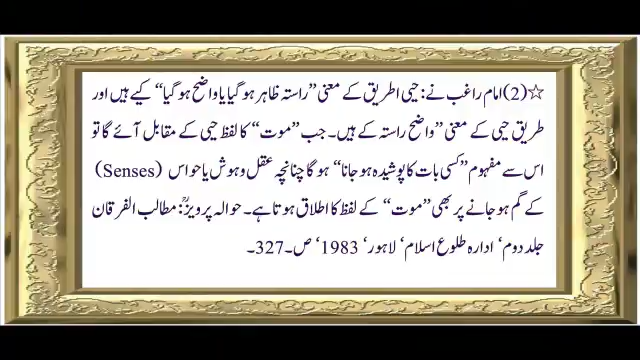 ☆(2) امام راغب نے: حیی اطریق کے معنی ”راستہ ظاہر ہو گیا یا واضح ہو گیا“ کیے ہیں اور
طریق حیی کے معنی ”واضح راستہ کے ہیں۔ جب ”موت“ کا لفظ حیی کے مقابل آئے گا تو
اس سے مفہوم ”کسی بات کا پوشیدہ ہو جانا“ ہو گا چنانچہ عقل و ہوش یا حواس (Senses)
کے گم ہو جانے پر بھی ”موت“ کے لفظ کا اطلاق ہوتا ہے۔ حوالہ پرویزؒ: مطالب الفرقان
جلد دوم‘ ادارہ طلوع اسلام‘ لاہور‘ 1983‘ ص۔327۔